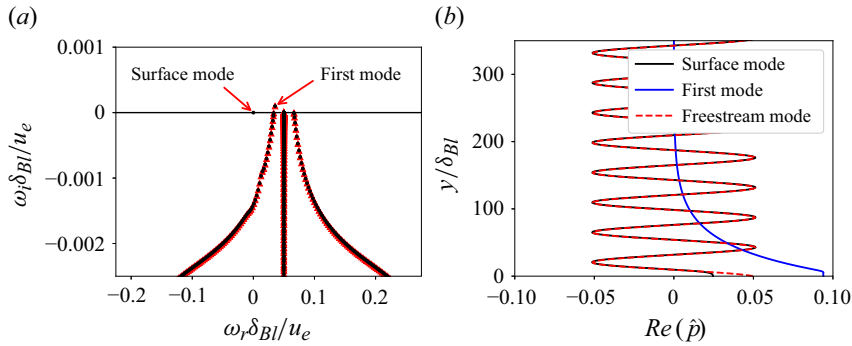 (a)
0.001
Surface mode
First mode
0
−0.001
−0.002
ω_i δ_Bl/u_e
−0.2
−0.1
0
0.1
0.2
ω_r δ_Bl/u_e
(b)
300
Surface mode
First mode
Freestream mode
200
100
0
y/δ_Bl
−0.10
−0.05
0
0.05
0.10
Re(p̂)